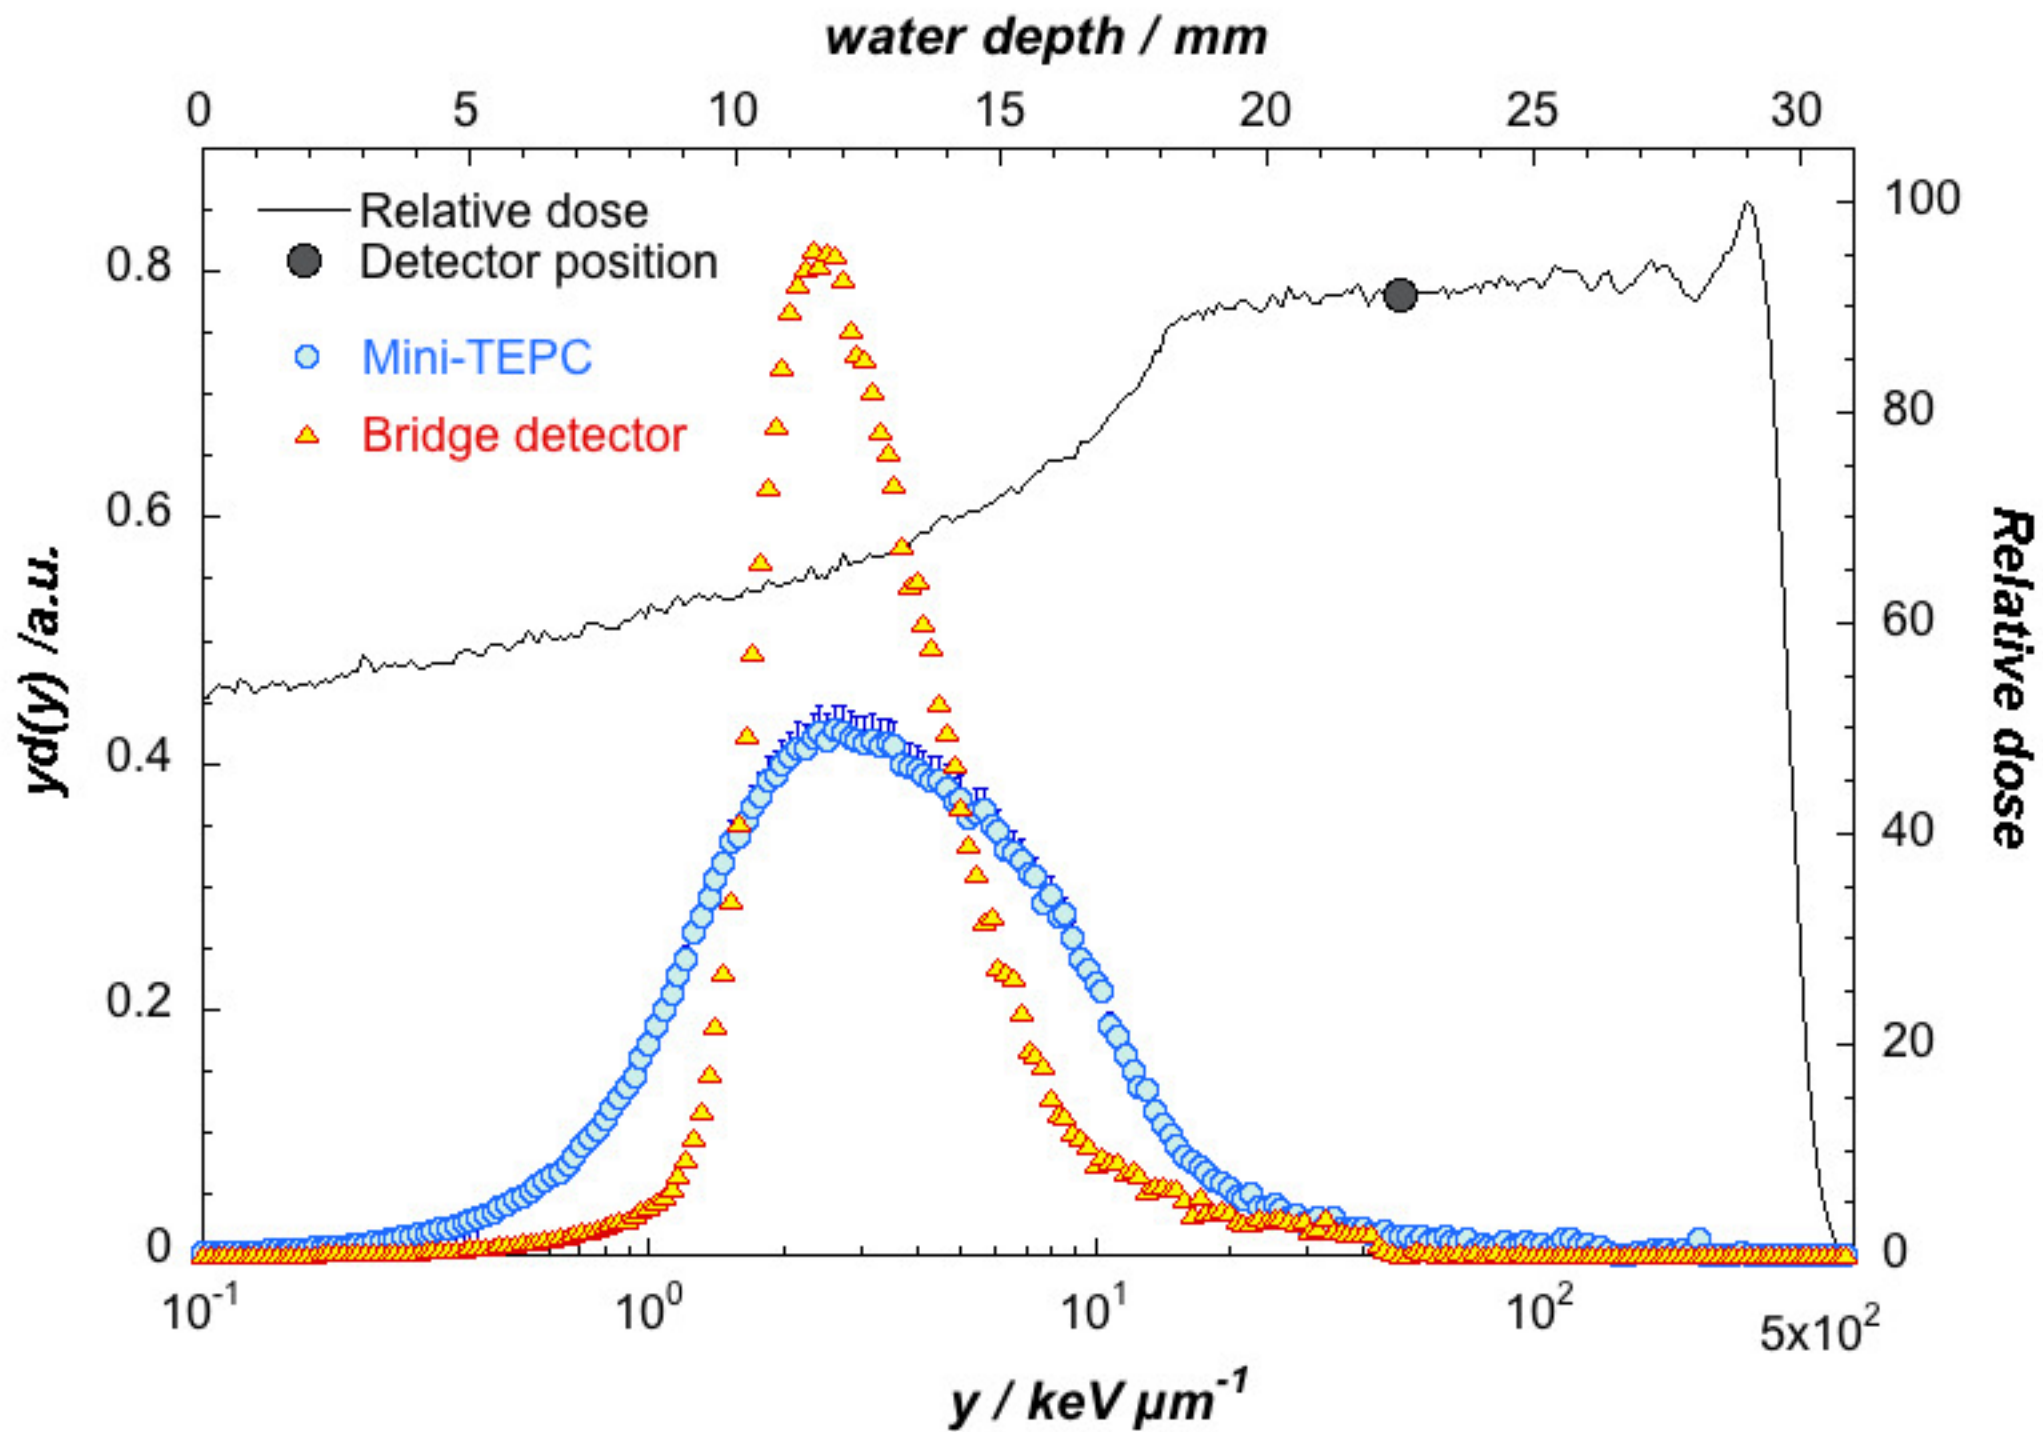 water depth / mm
0 5 10 15 20 25 30
Relative dose
Detector position
Mini-TEPC
Bridge detector
yd(y) /a.u.
0.8
0.6
0.4
0.2
0
100
80
60
40
20
0
Relative dose
10⁻¹ 10⁰ 10¹ 10² 5x10²
y / keV µm⁻¹